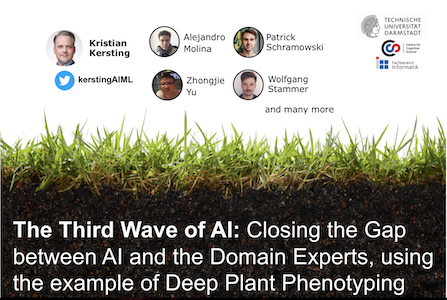 Kristian
Kersting
kerstingAIML
Alejandro
Molina
Patrick
Schramowski
Zhongjie
Yu
Wolfgang
Stammer
and many more
TECHNISCHE
UNIVERSITÄT
DARMSTADT
Centre for
Cognitive
Science
Fachbereich
Informatik
The Third Wave of AI: Closing the Gap
between AI and the Domain Experts, using
the example of Deep Plant Phenotyping